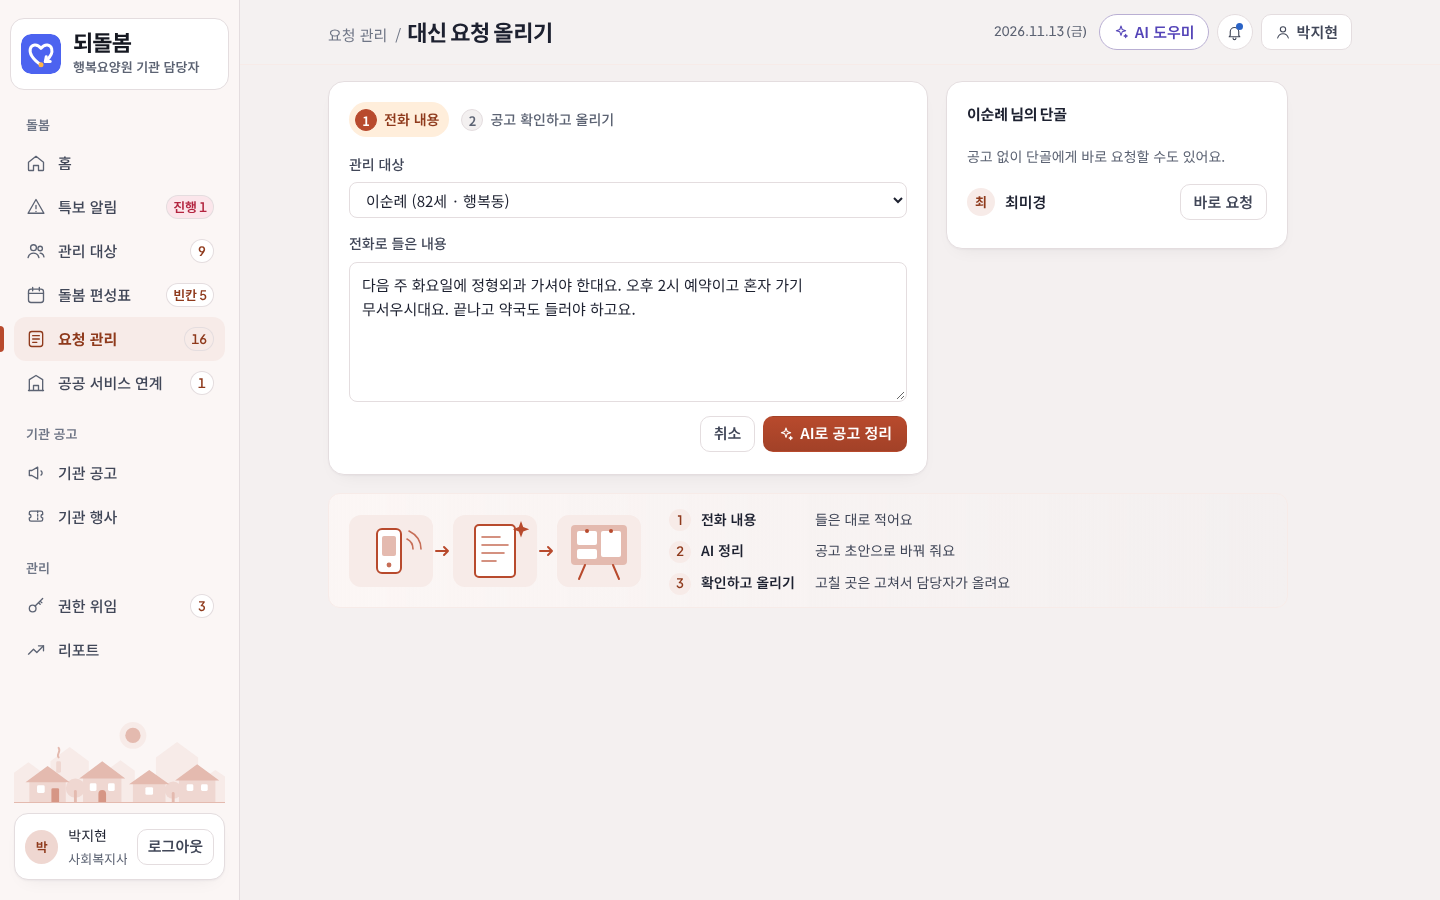 되돌봄
행복요양원 기관 담당자
돌봄
홈
특보 알림
진행 1
관리 대상
9
돌봄 편성표
빈칸 5
요청 관리
16
공공 서비스 연계
1
기관 공고
기관 공고
기관 행사
관리
권한 위임
3
리포트
박
박지현
사회복지사
로그아웃
요청 관리 / 대신 요청 올리기
2026.11.13(금)
AI 도우미
박지현
1 전화 내용
2 공고 확인하고 올리기
관리 대상
이순례 (82세 · 행복동)
전화로 들은 내용
다음 주 화요일에 정형외과 가셔야 한대요. 오후 2시 예약이고 혼자 가기
무서우시대요. 끝나고 약국도 들러야 하고요.
취소
AI로 공고 정리
이순례 님의 단골
공고 없이 단골에게 바로 요청할 수도 있어요.
최
최미경
바로 요청
1 전화 내용 들은 대로 적어요
2 AI 정리 공고 초안으로 바꿔 줘요
3 확인하고 올리기 고칠 곳은 고쳐서 담당자가 올려요